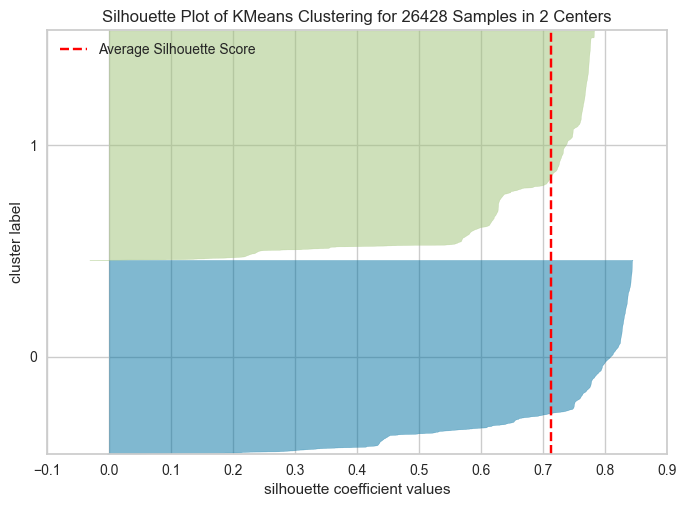 Silhouette Plot of KMeans Clustering for 26428 Samples in 2 Centers
Average Silhouette Score
cluster label
1
0
−0.1 0.0 0.1 0.2 0.3 0.4 0.5 0.6 0.7 0.8 0.9
silhouette coefficient values